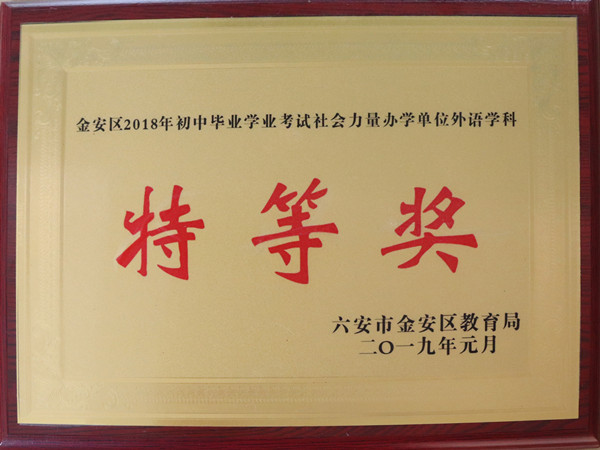 金安区2018年初中毕业学业考试社会力量办学单位外语学科
特等奖
六安市金安区教育局
二〇一九年元月